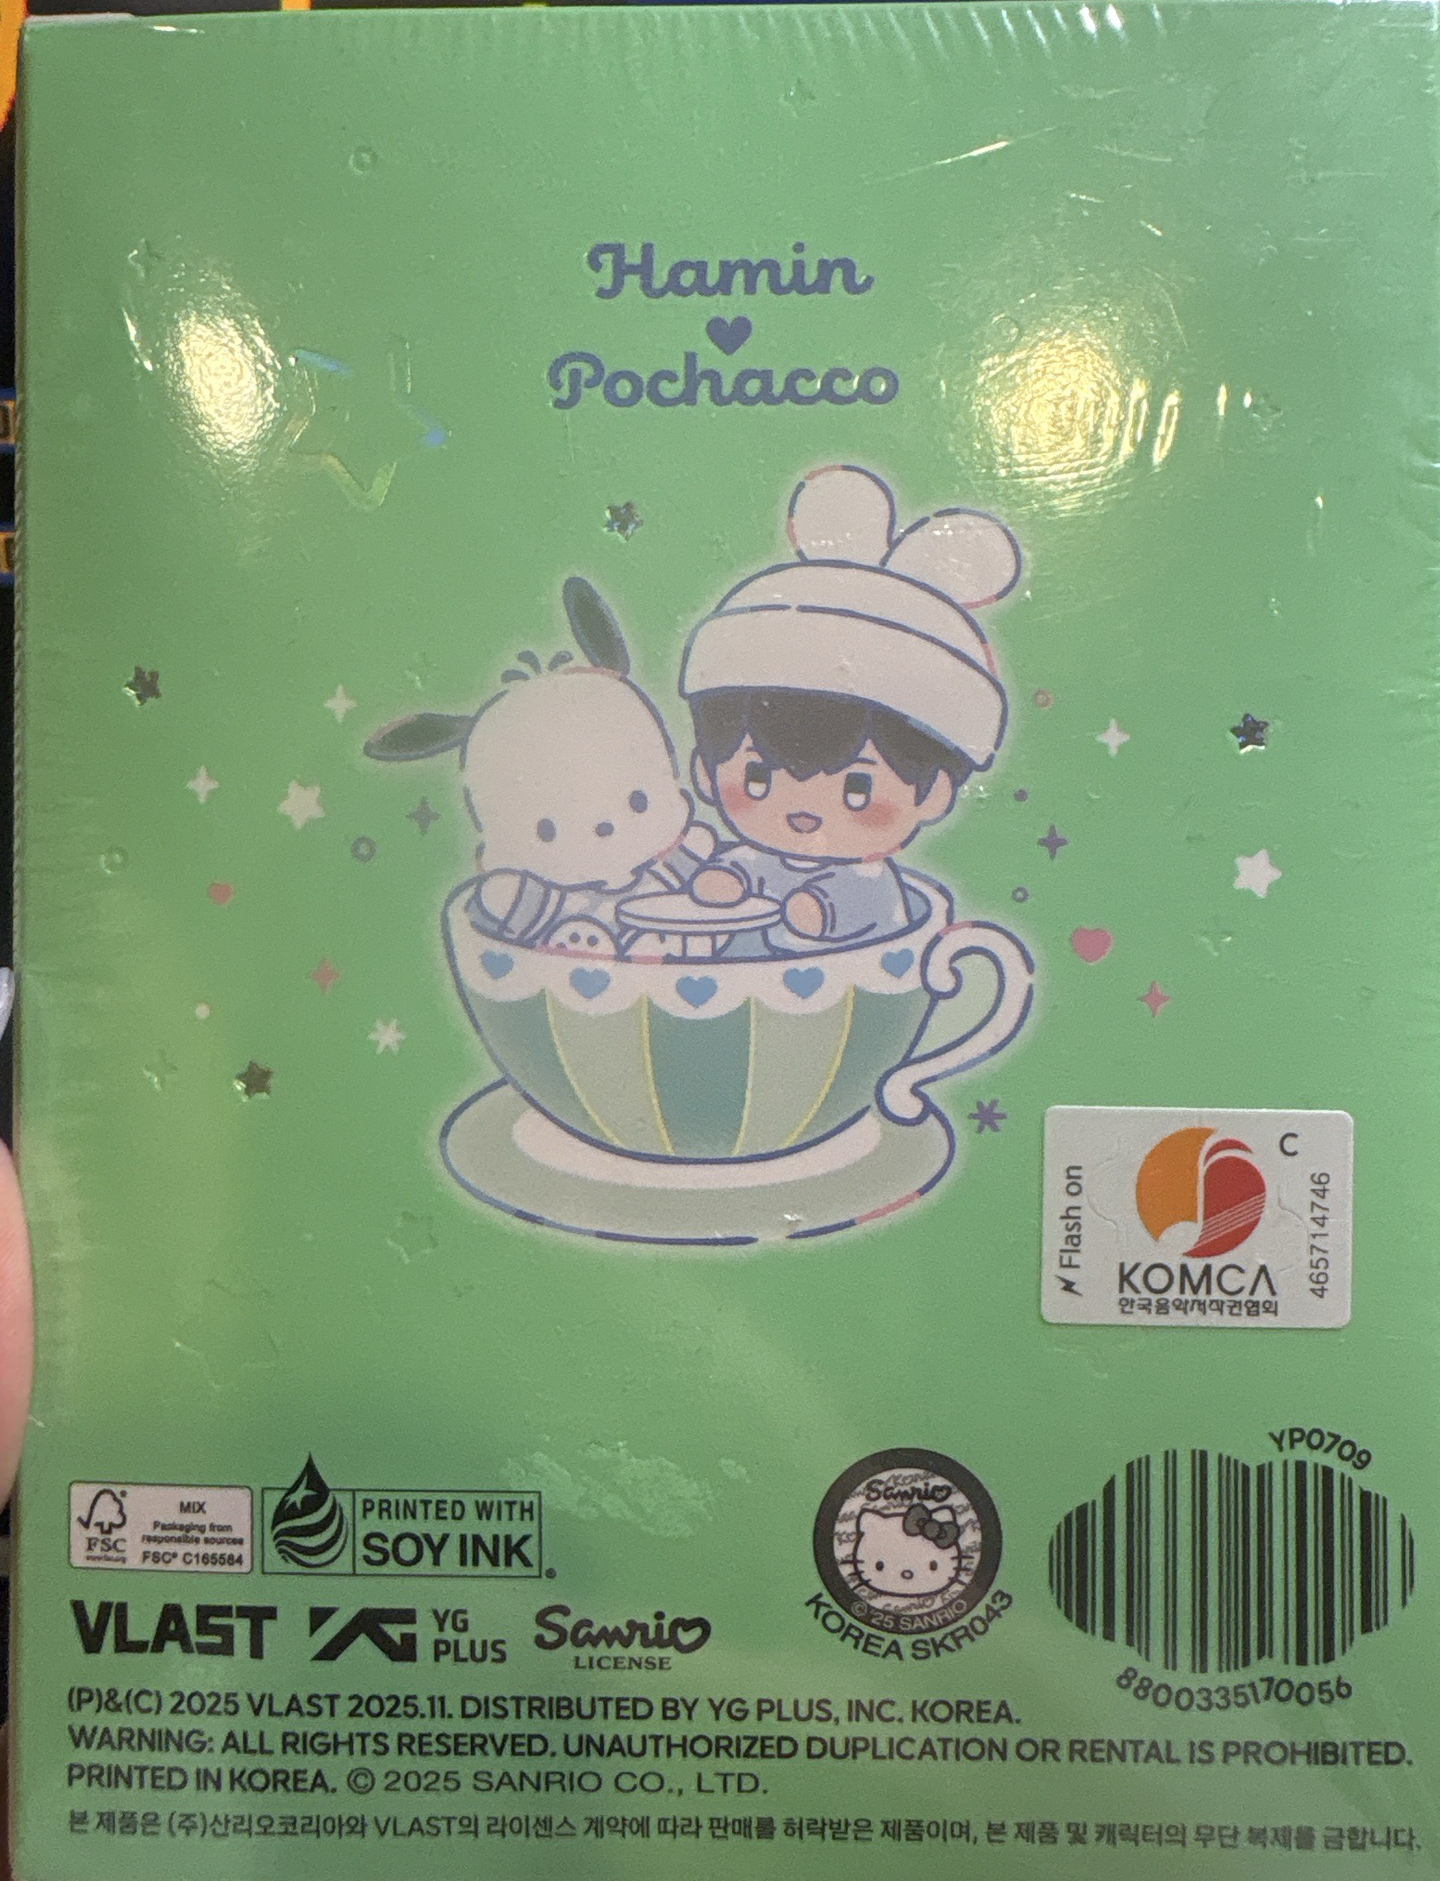 Hamin
♥
Pochacco
Flash on
C
KOMCA
한국음악저작권협회
465714746
YP0709
8800335170056
FSC
MIX
Packaging from
responsible sources
FSC® C165584
PRINTED WITH
SOY INK
Sanrio
© '25 SANRIO
KOREA SKR043
VLAST
YG
PLUS
Sanrio
LICENSE
(P)&(C) 2025 VLAST 2025.11. DISTRIBUTED BY YG PLUS, INC. KOREA.
WARNING: ALL RIGHTS RESERVED. UNAUTHORIZED DUPLICATION OR RENTAL IS PROHIBITED.
PRINTED IN KOREA. © 2025 SANRIO CO., LTD.
본 제품은 (주)산리오코리아와 VLAST의 라이센스 계약에 따라 판매를 허락받은 제품이며, 본 제품 및 캐릭터의 무단 복제를 금합니다.